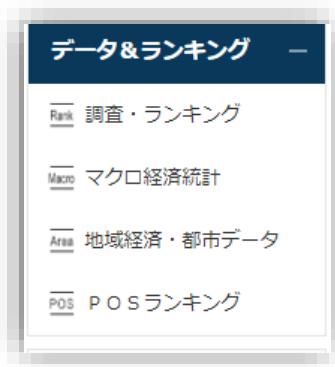 データ&ランキング －
Rank 調査・ランキング
Macro マクロ経済統計
Area 地域経済・都市データ
POS ＰＯＳランキング